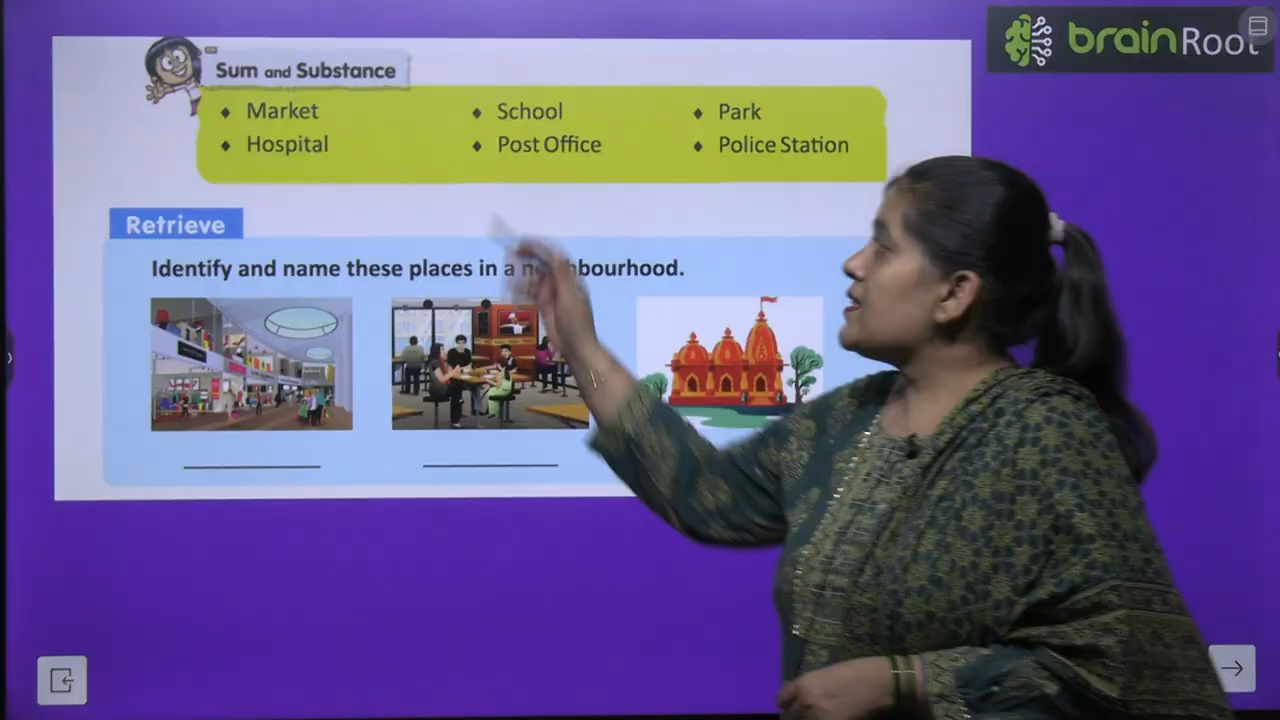 brainRoot
Sum and Substance
♦ Market ♦ School ♦ Park
♦ Hospital ♦ Post Office ♦ Police Station
Retrieve
Identify and name these places in a neighbourhood.